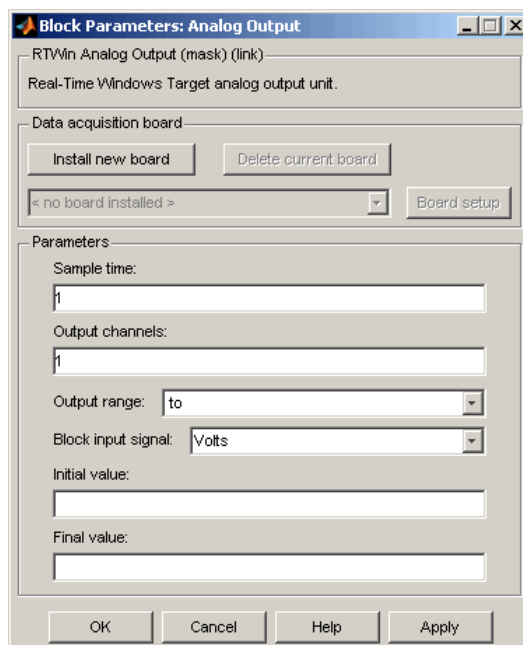 Block Parameters: Analog Output
RTWin Analog Output (mask) (link)
Real-Time Windows Target analog output unit.
Data acquisition board
Install new board Delete current board
< no board installed > Board setup
Parameters
Sample time:
1
Output channels:
1
Output range: to
Block input signal: Volts
Initial value:
Final value:
OK Cancel Help Apply